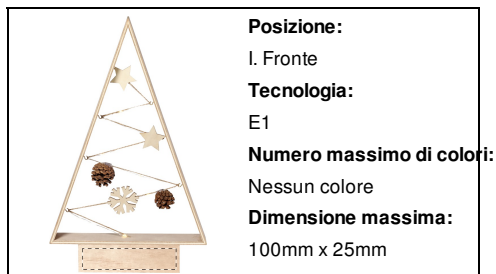 Posizione:
I. Fronte
Tecnologia:
E1
Numero massimo di colori:
Nessun colore
Dimensione massima:
100mm x 25mm